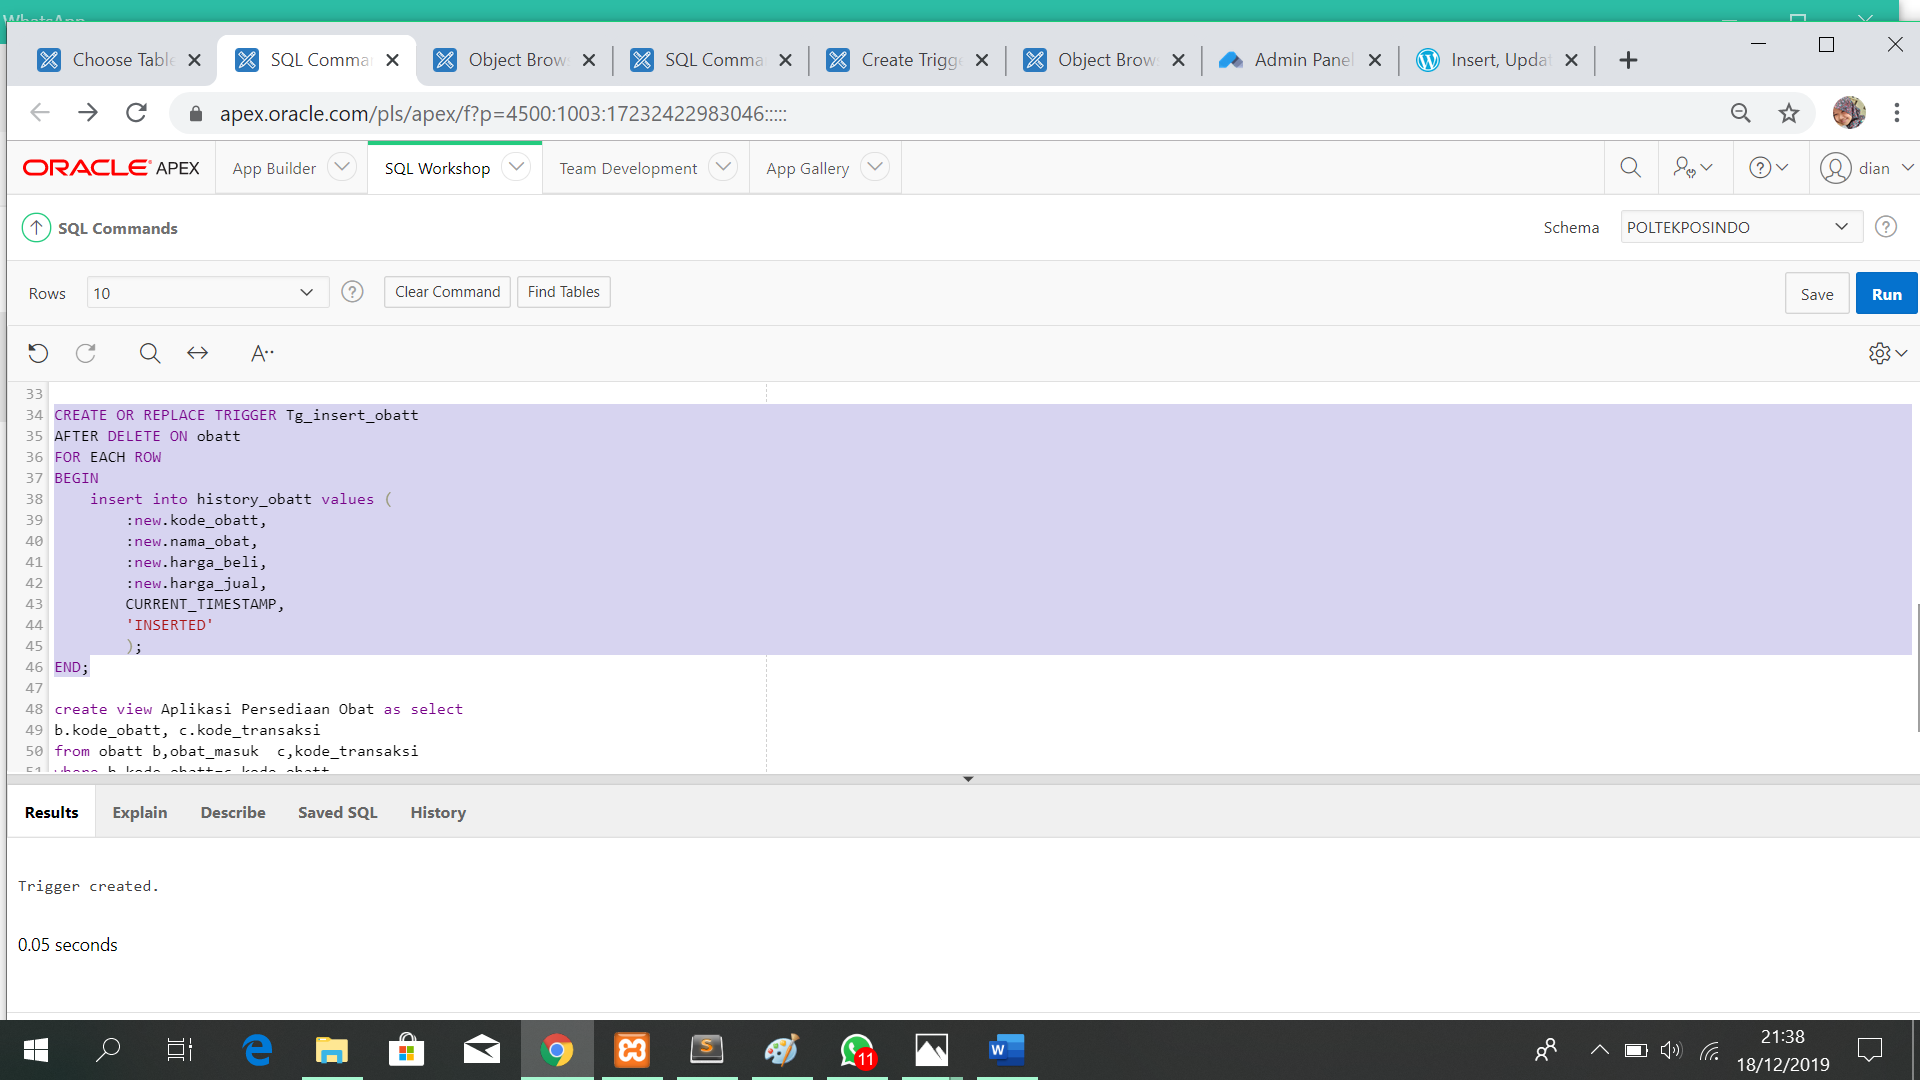 WhatsApp
Choose Table
SQL Comma
Object Brow
SQL Comma
Create Trigge
Object Brow
Admin Panel
Insert, Updat
apex.oracle.com/pls/apex/f?p=4500:1003:17232422983046:::::
ORACLE APEX
App Builder
SQL Workshop
Team Development
App Gallery
dian
SQL Commands
Schema
POLTEKPOSINDO
Rows
10
Clear Command
Find Tables
Save
Run
A
33
34 CREATE OR REPLACE TRIGGER Tg_insert_obatt
35 AFTER DELETE ON obatt
36 FOR EACH ROW
37 BEGIN
38 insert into history_obatt values (
39 :new.kode_obatt,
40 :new.nama_obat,
41 :new.harga_beli,
42 :new.harga_jual,
43 CURRENT_TIMESTAMP,
44 'INSERTED'
45 );
46 END;
47
48 create view Aplikasi Persediaan Obat as select
49 b.kode_obatt, c.kode_transaksi
50 from obatt b,obat_masuk  c,kode_transaksi
51 where b.kode_obatt=c.kode_obatt
Results
Explain
Describe
Saved SQL
History
Trigger created.
0.05 seconds
11
21:38
18/12/2019